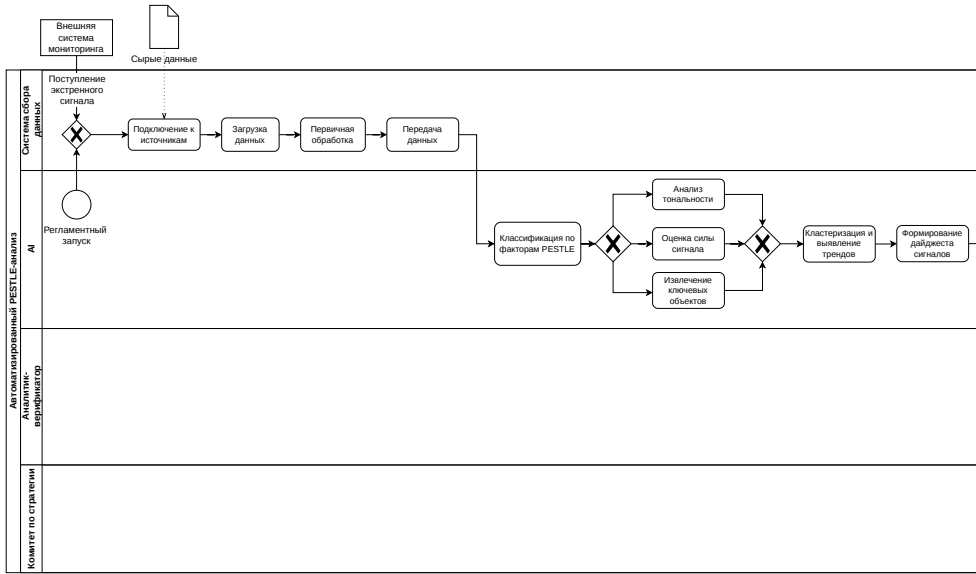 Внешняя
система
мониторинга
Сырые данные
Автоматизированный PESTLE-анализ
Система сбора
данных
Поступление
экстренного
сигнала
Подключение к
источникам
Загрузка
данных
Первичная
обработка
Передача
данных
AI
Регламентный
запуск
Классификация по
факторам PESTLE
Анализ
тональности
Оценка силы
сигнала
Извлечение
ключевых
объектов
Кластеризация и
выявление
трендов
Формирование
дайджеста
сигналов
Аналитик-
верификатор
Комитет по стратегии